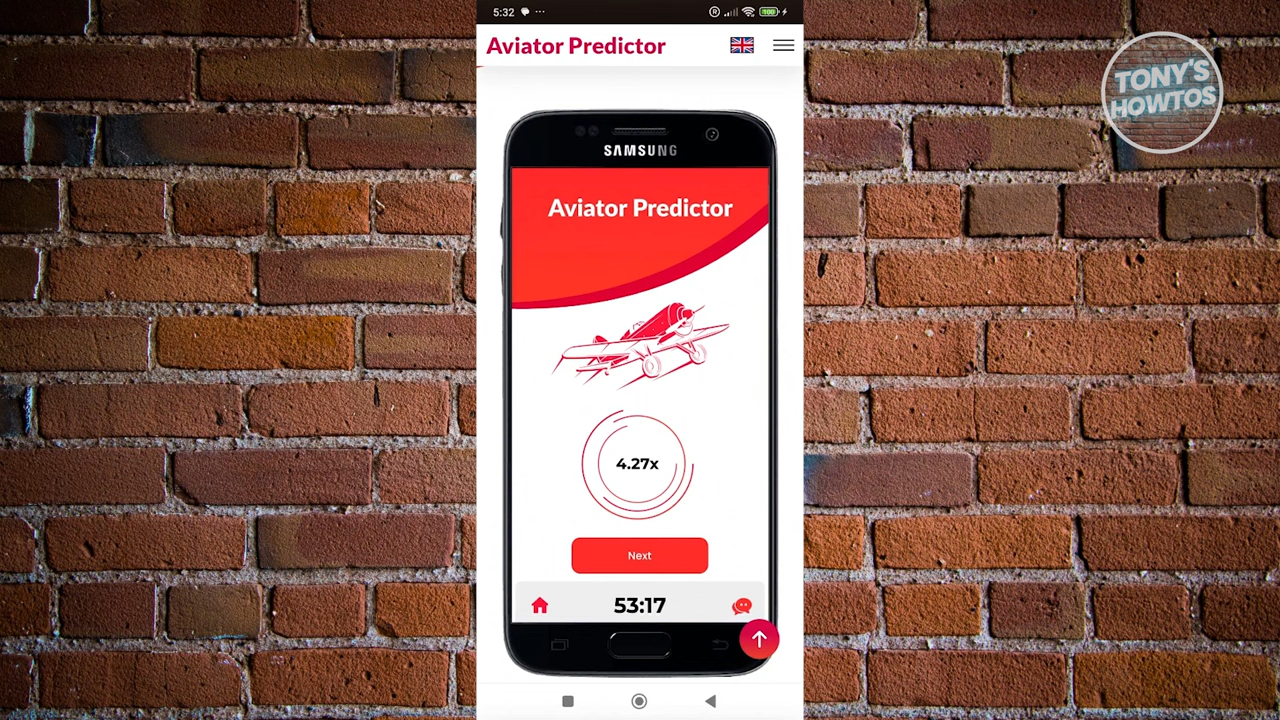 5:32
Aviator Predictor
TONY'S
HOWTOS
SAMSUNG
Aviator Predictor
4.27x
Next
53:17